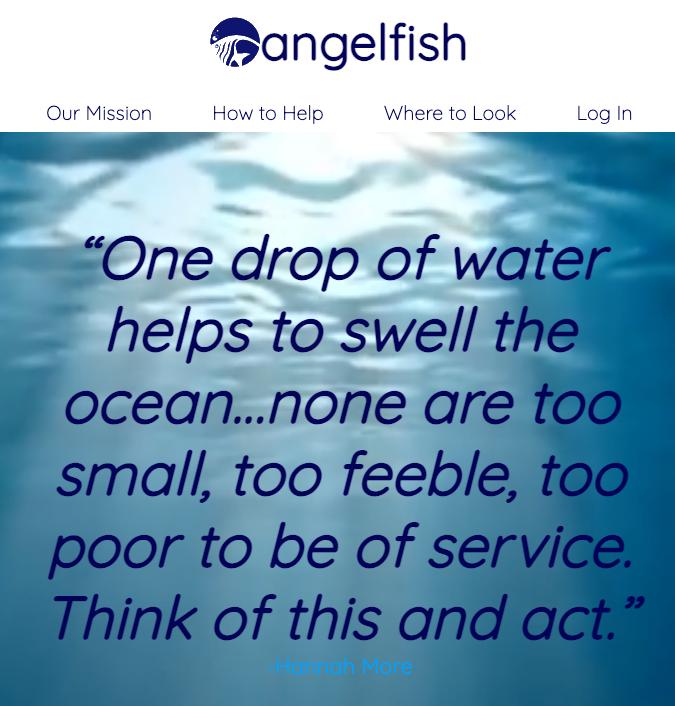 angelfish
Our Mission How to Help Where to Look Log In
“One drop of water
helps to swell the
ocean...none are too
small, too feeble, too
poor to be of service.
Think of this and act.”
-Hannah More